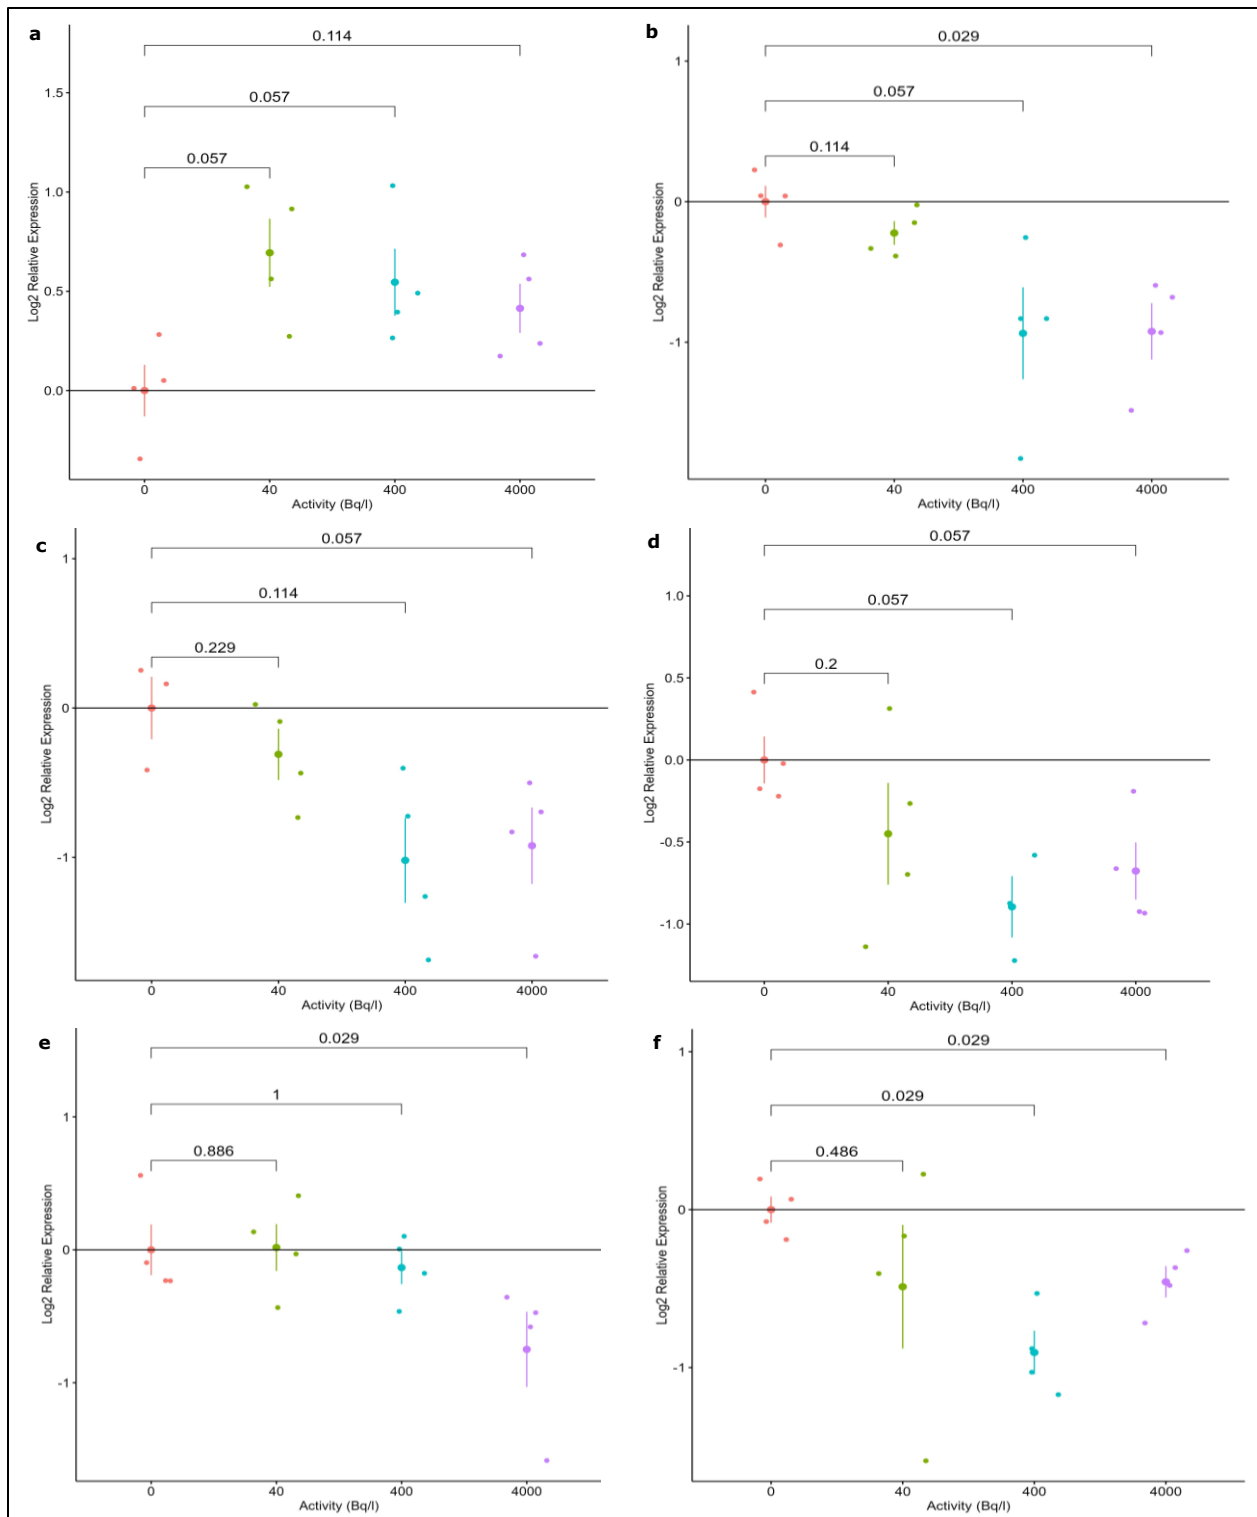 a
0.114
0.057
0.057
1.5
1.0
0.5
0.0
Log2 Relative Expression
0 40 400 4000
Activity (Bq/l)
b
0.029
0.057
0.114
1
0
-1
Log2 Relative Expression
0 40 400 4000
Activity (Bq/l)
c
0.057
0.114
0.229
1
0
-1
Log2 Relative Expression
0 40 400 4000
Activity (Bq/l)
d
0.057
0.057
0.2
1.0
0.5
0.0
-0.5
-1.0
Log2 Relative Expression
0 40 400 4000
Activity (Bq/l)
e
0.029
1
0.886
1
0
-1
Log2 Relative Expression
0 40 400 4000
Activity (Bq/l)
f
0.029
0.029
0.486
1
0
-1
Log2 Relative Expression
0 40 400 4000
Activity (Bq/l)